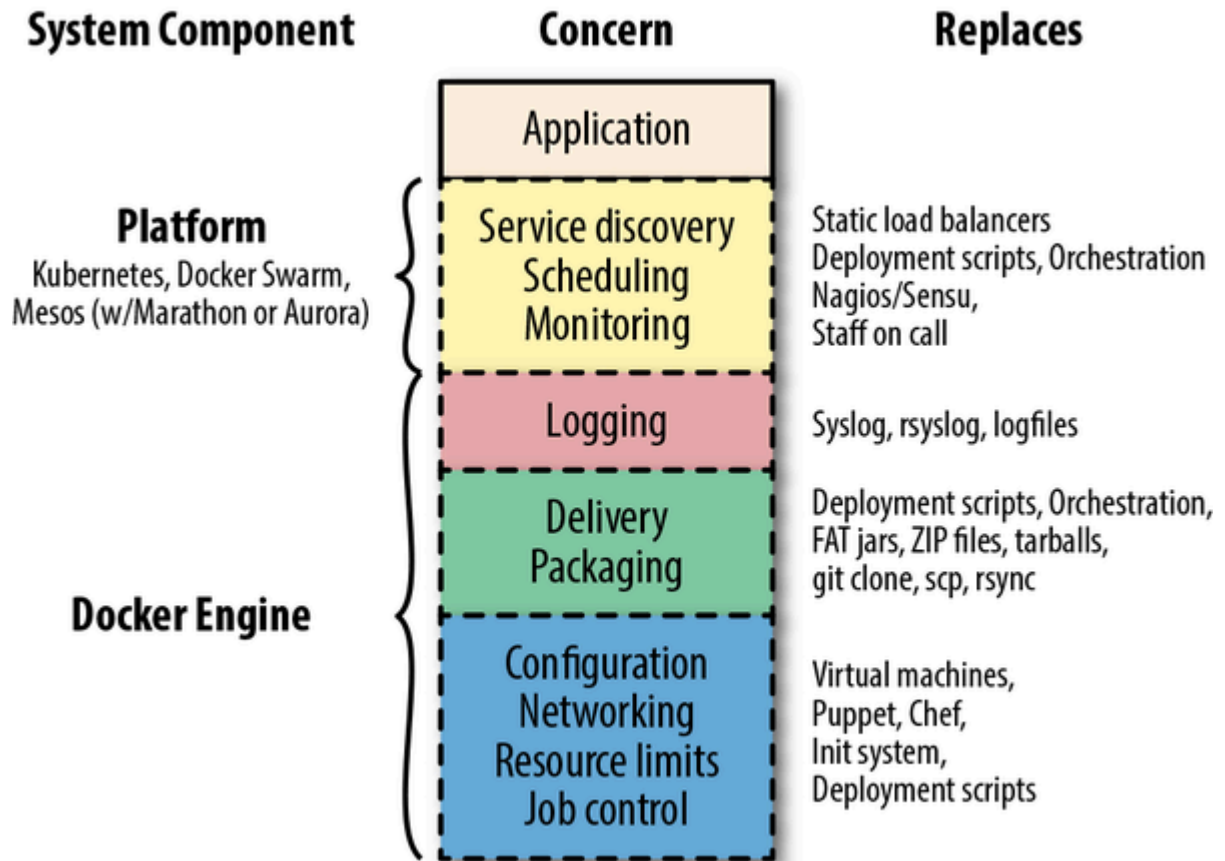 System Component
Concern
Replaces
Application
Platform
Kubernetes, Docker Swarm,
Mesos (w/Marathon or Aurora)
Service discovery
Scheduling
Monitoring
Static load balancers
Deployment scripts, Orchestration
Nagios/Sensu,
Staff on call
Logging
Syslog, rsyslog, logfiles
Docker Engine
Delivery
Packaging
Deployment scripts, Orchestration,
FAT jars, ZIP files, tarballs,
git clone, scp, rsync
Configuration
Networking
Resource limits
Job control
Virtual machines,
Puppet, Chef,
Init system,
Deployment scripts